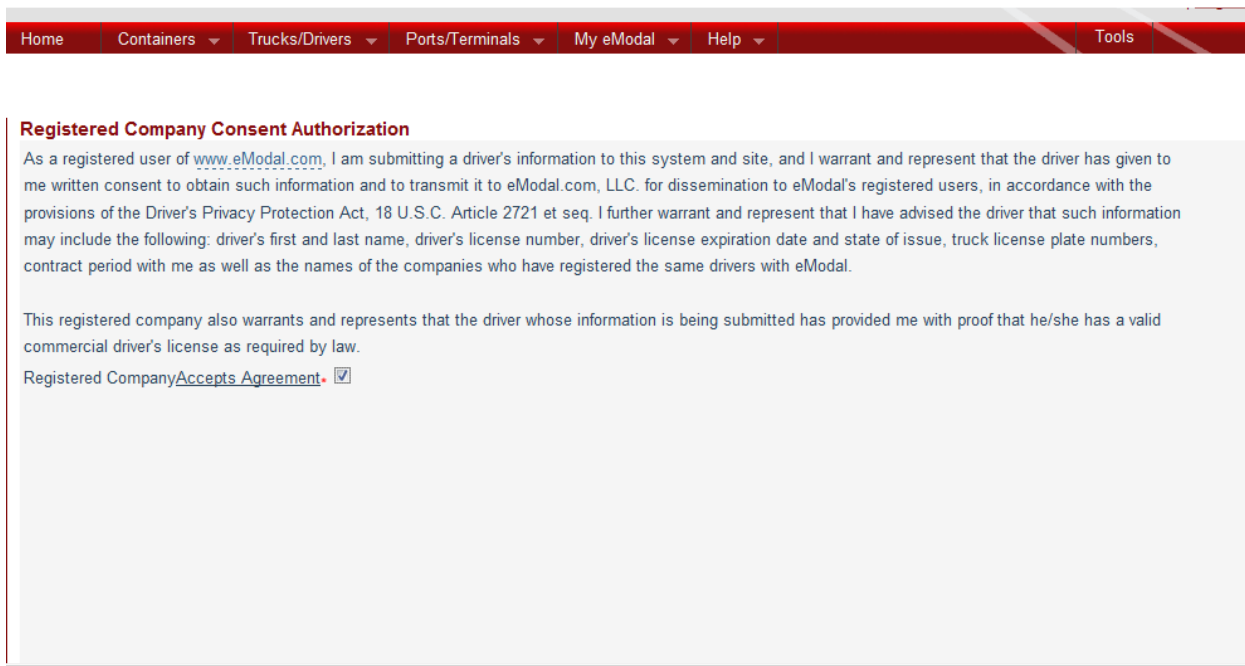 Home Containers Trucks/Drivers Ports/Terminals My eModal Help Tools
Registered Company Consent Authorization
As a registered user of www.eModal.com, I am submitting a driver's information to this system and site, and I warrant and represent that the driver has given to
me written consent to obtain such information and to transmit it to eModal.com, LLC. for dissemination to eModal's registered users, in accordance with the
provisions of the Driver's Privacy Protection Act, 18 U.S.C. Article 2721 et seq. I further warrant and represent that I have advised the driver that such information
may include the following: driver's first and last name, driver's license number, driver's license expiration date and state of issue, truck license plate numbers,
contract period with me as well as the names of the companies who have registered the same drivers with eModal.
This registered company also warrants and represents that the driver whose information is being submitted has provided me with proof that he/she has a valid
commercial driver's license as required by law.
Registered CompanyAccepts Agreement